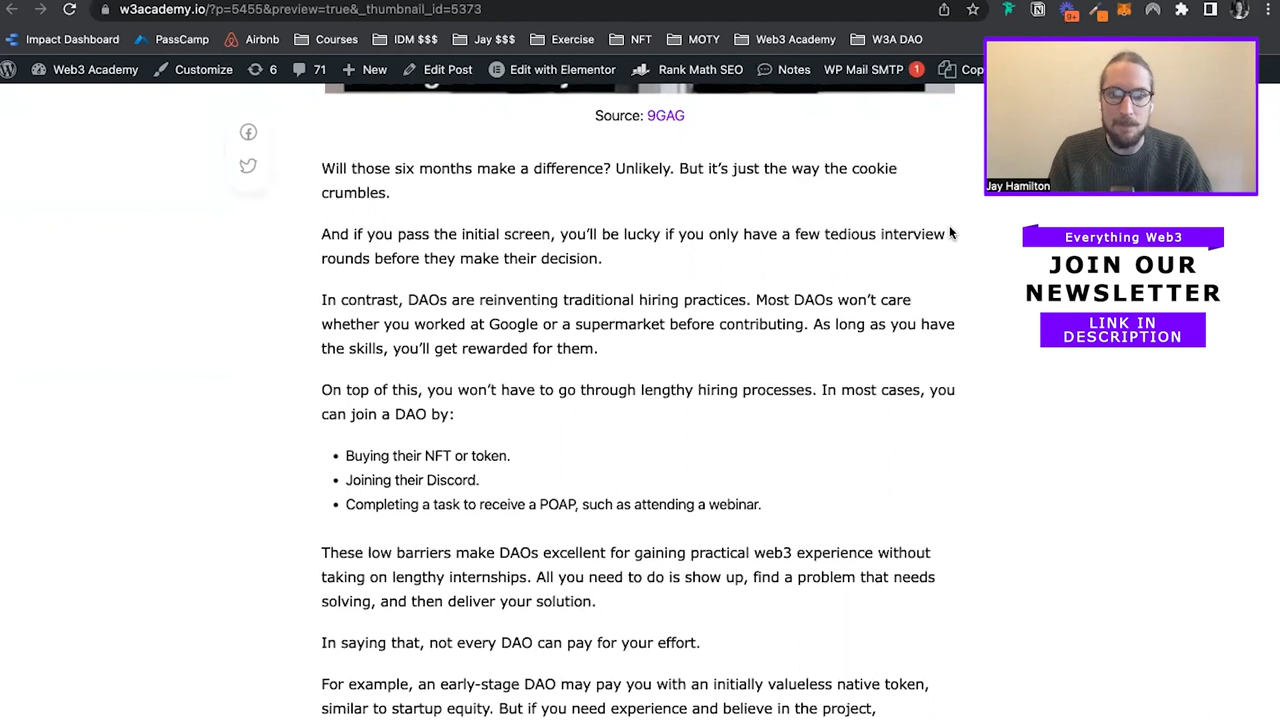 w3academy.io/?p=5455&preview=true&_thumbnail_id=5373
Impact Dashboard PassCamp Airbnb Courses IDM $$$ Jay $$$ Exercise NFT MOTY Web3 Academy W3A DAO
9+
Web3 Academy Customize 6 71 New Edit Post Edit with Elementor Rank Math SEO Notes WP Mail SMTP 1 Cop
Source: 9GAG
Will those six months make a difference? Unlikely. But it’s just the way the cookie
crumbles.
And if you pass the initial screen, you’ll be lucky if you only have a few tedious interview
rounds before they make their decision.
In contrast, DAOs are reinventing traditional hiring practices. Most DAOs won’t care
whether you worked at Google or a supermarket before contributing. As long as you have
the skills, you’ll get rewarded for them.
On top of this, you won’t have to go through lengthy hiring processes. In most cases, you
can join a DAO by:
• Buying their NFT or token.
• Joining their Discord.
• Completing a task to receive a POAP, such as attending a webinar.
These low barriers make DAOs excellent for gaining practical web3 experience without
taking on lengthy internships. All you need to do is show up, find a problem that needs
solving, and then deliver your solution.
In saying that, not every DAO can pay for your effort.
For example, an early-stage DAO may pay you with an initially valueless native token,
similar to startup equity. But if you need experience and believe in the project,
Jay Hamilton
Everything Web3
JOIN OUR
NEWSLETTER
LINK IN
DESCRIPTION